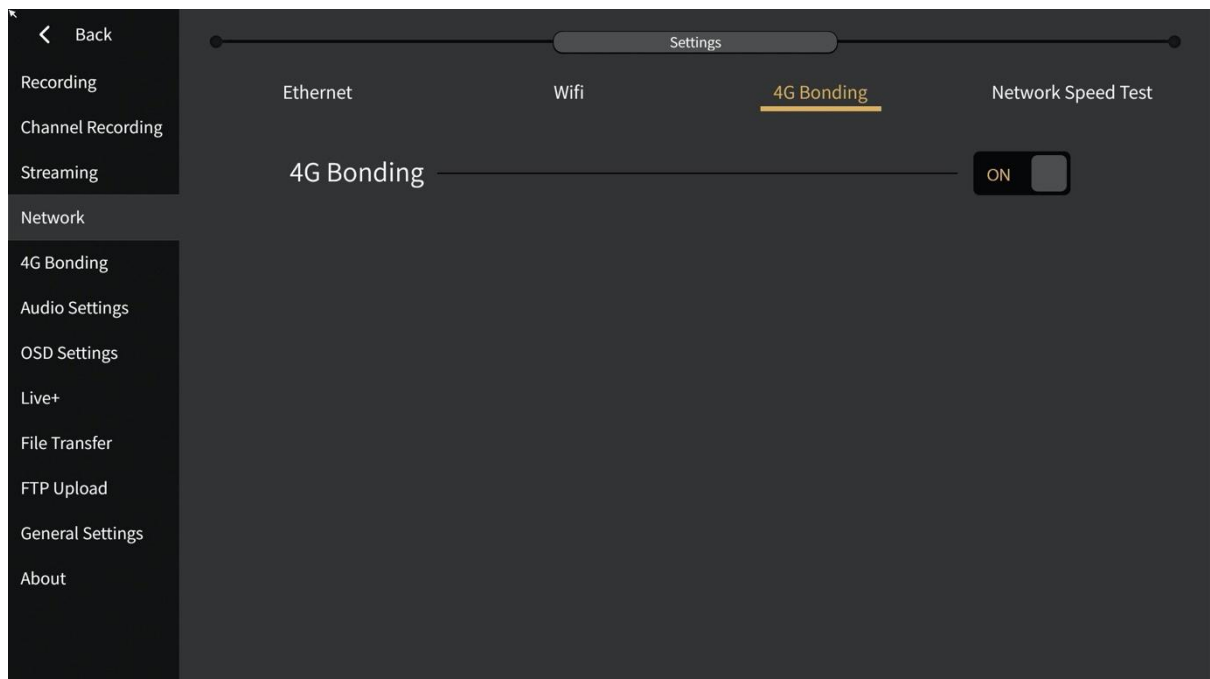 Back
Settings
Recording
Channel Recording
Streaming
Network
4G Bonding
Audio Settings
OSD Settings
Live+
File Transfer
FTP Upload
General Settings
About
Ethernet Wifi 4G Bonding Network Speed Test
4G Bonding ON